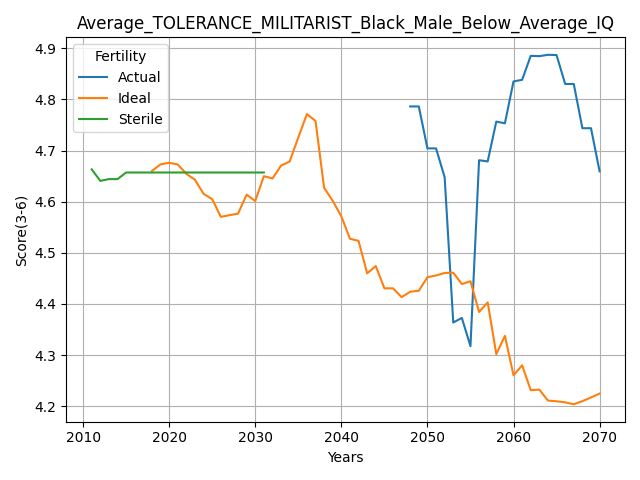 Average_TOLERANCE_MILITARIST_Black_Male_Below_Average_IQ
Fertility
Actual
Ideal
Sterile
Score(3-6)
4.9
4.8
4.7
4.6
4.5
4.4
4.3
4.2
2010 2020 2030 2040 2050 2060 2070
Years